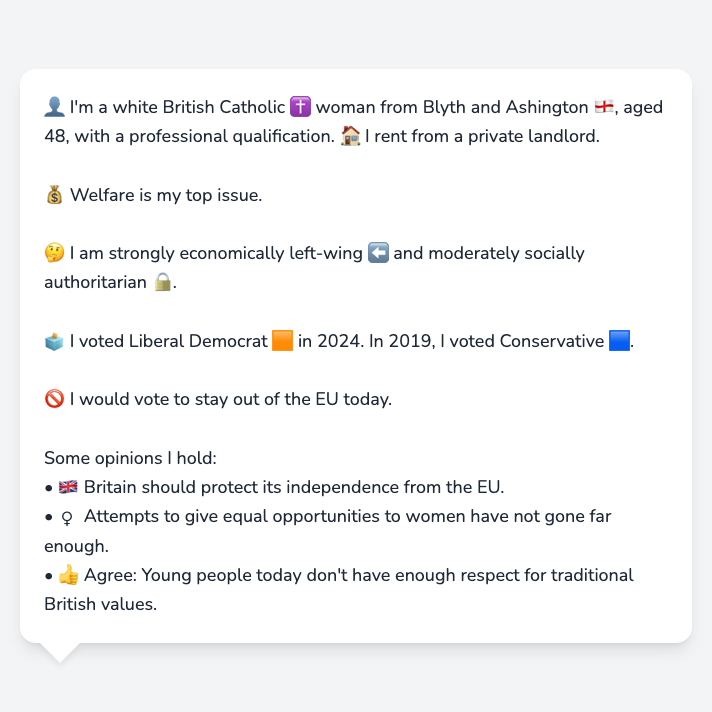 👤 I'm a white British Catholic ✝️ woman from Blyth and Ashington 🏴󠁧󠁢󠁥󠁮󠁧󠁿, aged
48, with a professional qualification. 🏠 I rent from a private landlord.
💰 Welfare is my top issue.
🤔 I am strongly economically left-wing ⬅️ and moderately socially
authoritarian 🔒.
🗳️ I voted Liberal Democrat 🟧 in 2024. In 2019, I voted Conservative 🟦.
🚫 I would vote to stay out of the EU today.
Some opinions I hold:
• 🇬🇧 Britain should protect its independence from the EU.
• ♀ Attempts to give equal opportunities to women have not gone far
enough.
• 👍 Agree: Young people today don't have enough respect for traditional
British values.